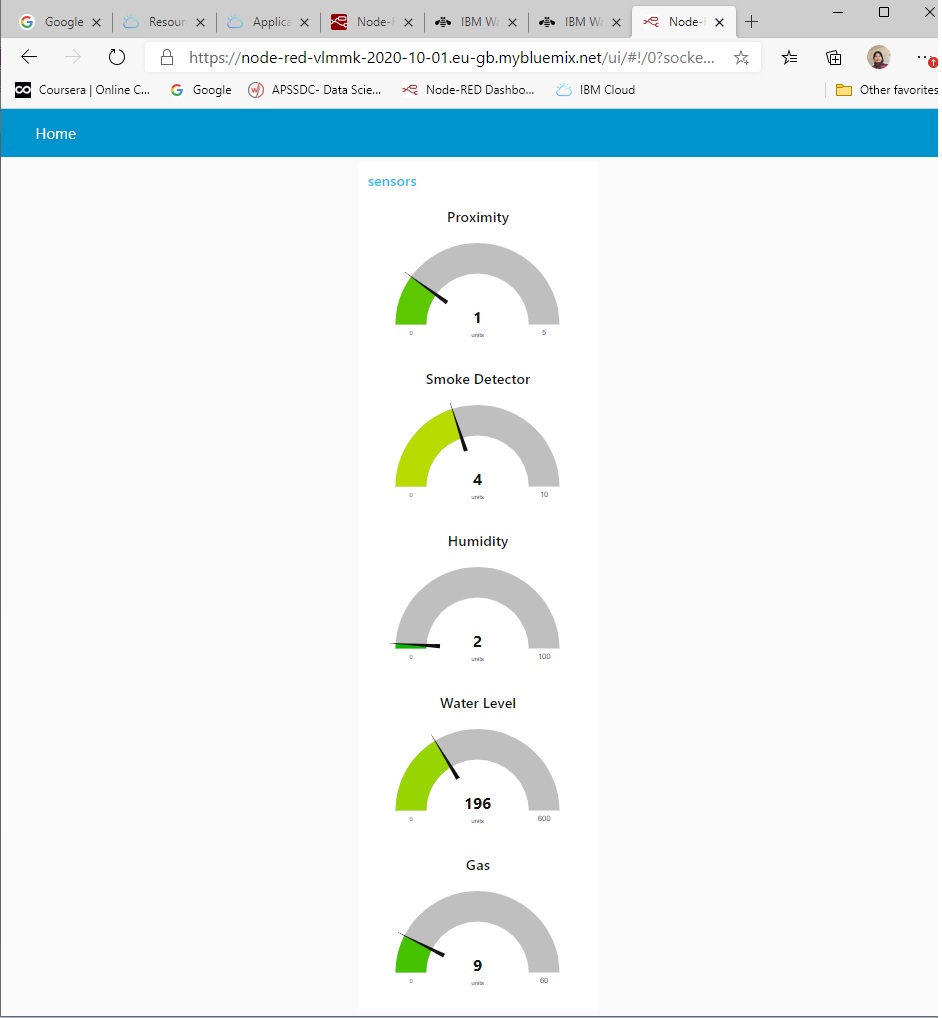 Google
Resour
Applica
Node-
IBM W
IBM W
Node-
https://node-red-vlmmk-2020-10-01.eu-gb.mybluemix.net/ui/#!/0?socke...
Coursera | Online C... Google APSSDC- Data Scie... Node-RED Dashbo... IBM Cloud Other favorites
Home
sensors
Proximity
1
units
0 5
Smoke Detector
4
units
0 10
Humidity
2
units
0 100
Water Level
196
units
0 600
Gas
9
units
0 60